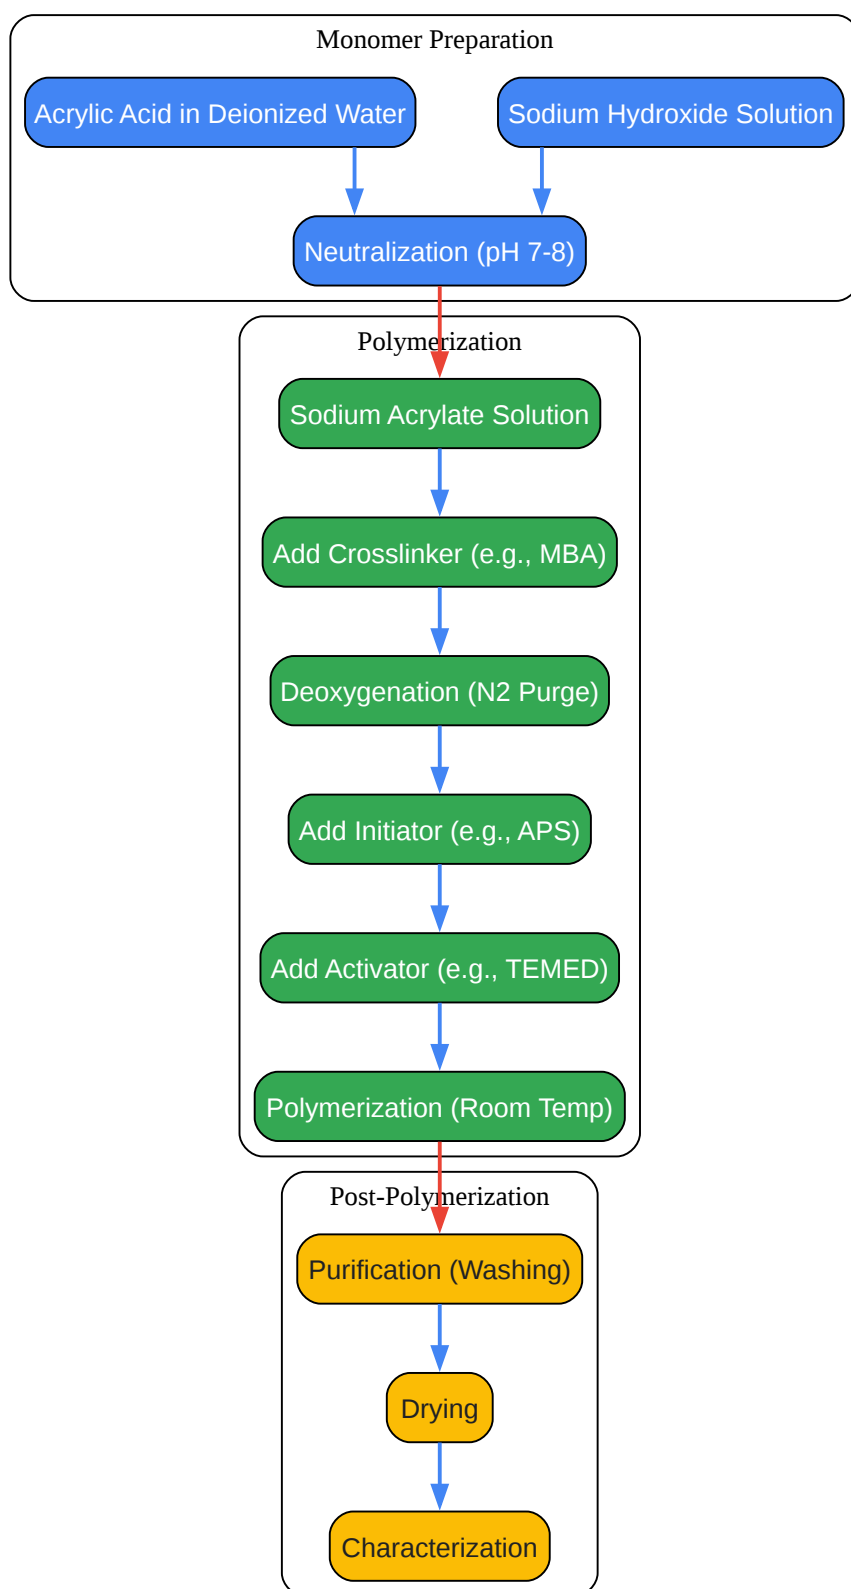 Monomer Preparation
Acrylic Acid in Deionized Water
Sodium Hydroxide Solution
Neutralization (pH 7-8)
Polymerization
Sodium Acrylate Solution
Add Crosslinker (e.g., MBA)
Deoxygenation (N2 Purge)
Add Initiator (e.g., APS)
Add Activator (e.g., TEMED)
Polymerization (Room Temp)
Post-Polymerization
Purification (Washing)
Drying
Characterization